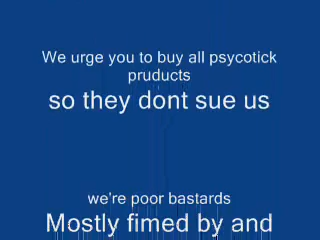 We urge you to buy all psycotick
pruducts
so they dont sue us
we're poor bastards
Mostly fimed by and